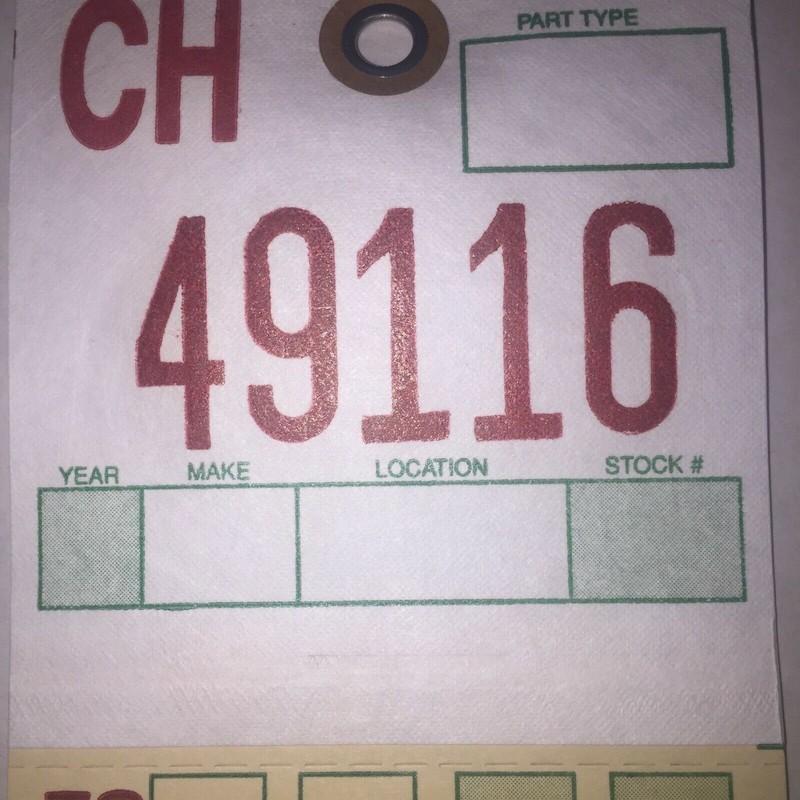 CH
PART TYPE
49116
YEAR MAKE LOCATION STOCK #